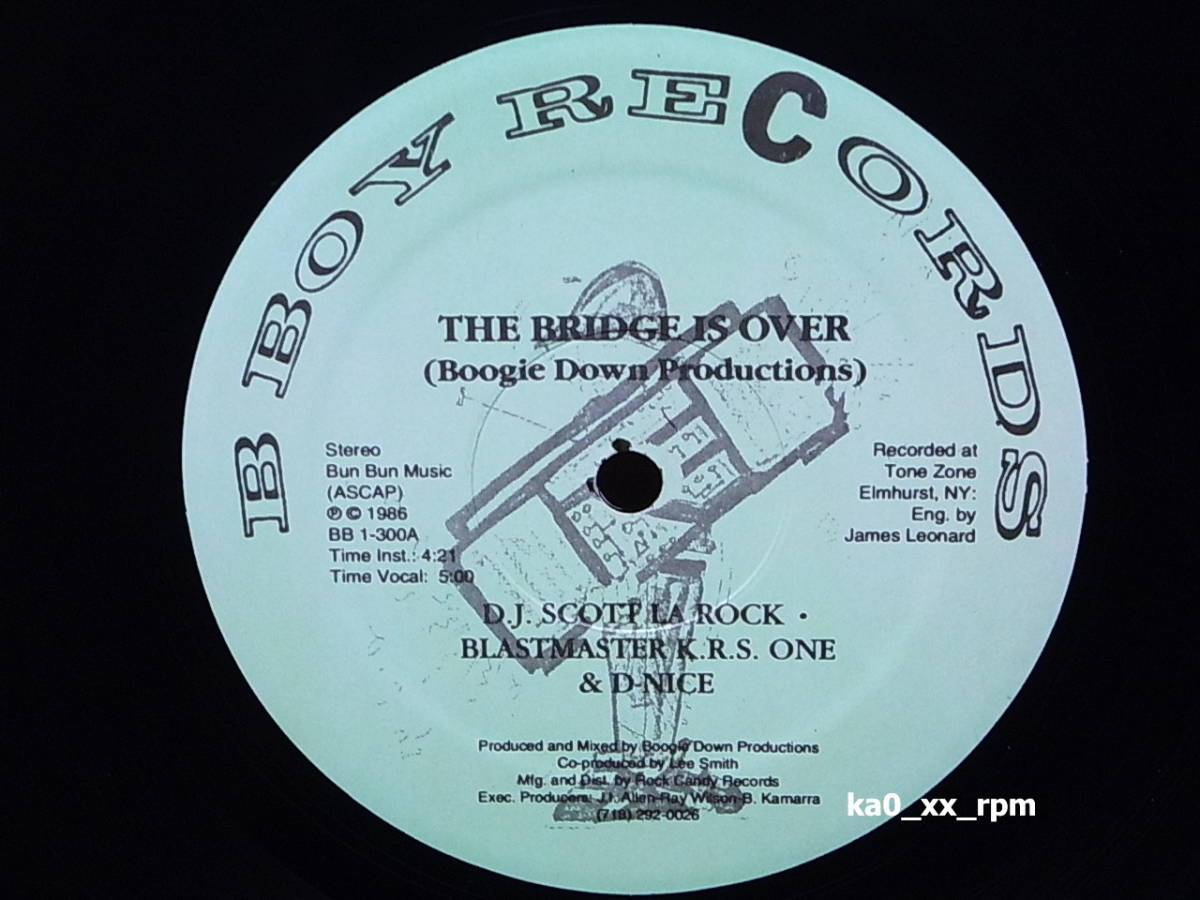 B BOY RECORDS
THE BRIDGE IS OVER
(Boogie Down Productions)
Stereo
Bun Bun Music
(ASCAP)
℗ © 1986
BB 1-300A
Time Inst.: 4:21
Time Vocal: 5:00
Recorded at
Tone Zone
Elmhurst, NY:
Eng. by
James Leonard
D.J. SCOTT LA ROCK •
BLASTMASTER K.R.S. ONE
& D-NICE
Produced and Mixed by Boogie Down Productions
Co-produced by Lee Smith
Mfg. and Dist. by Rock Candy Records
Exec. Producers: J.I. Allen-Ray Wilson-B. Kamarra
(718) 292-0026
ka0_xx_rpm